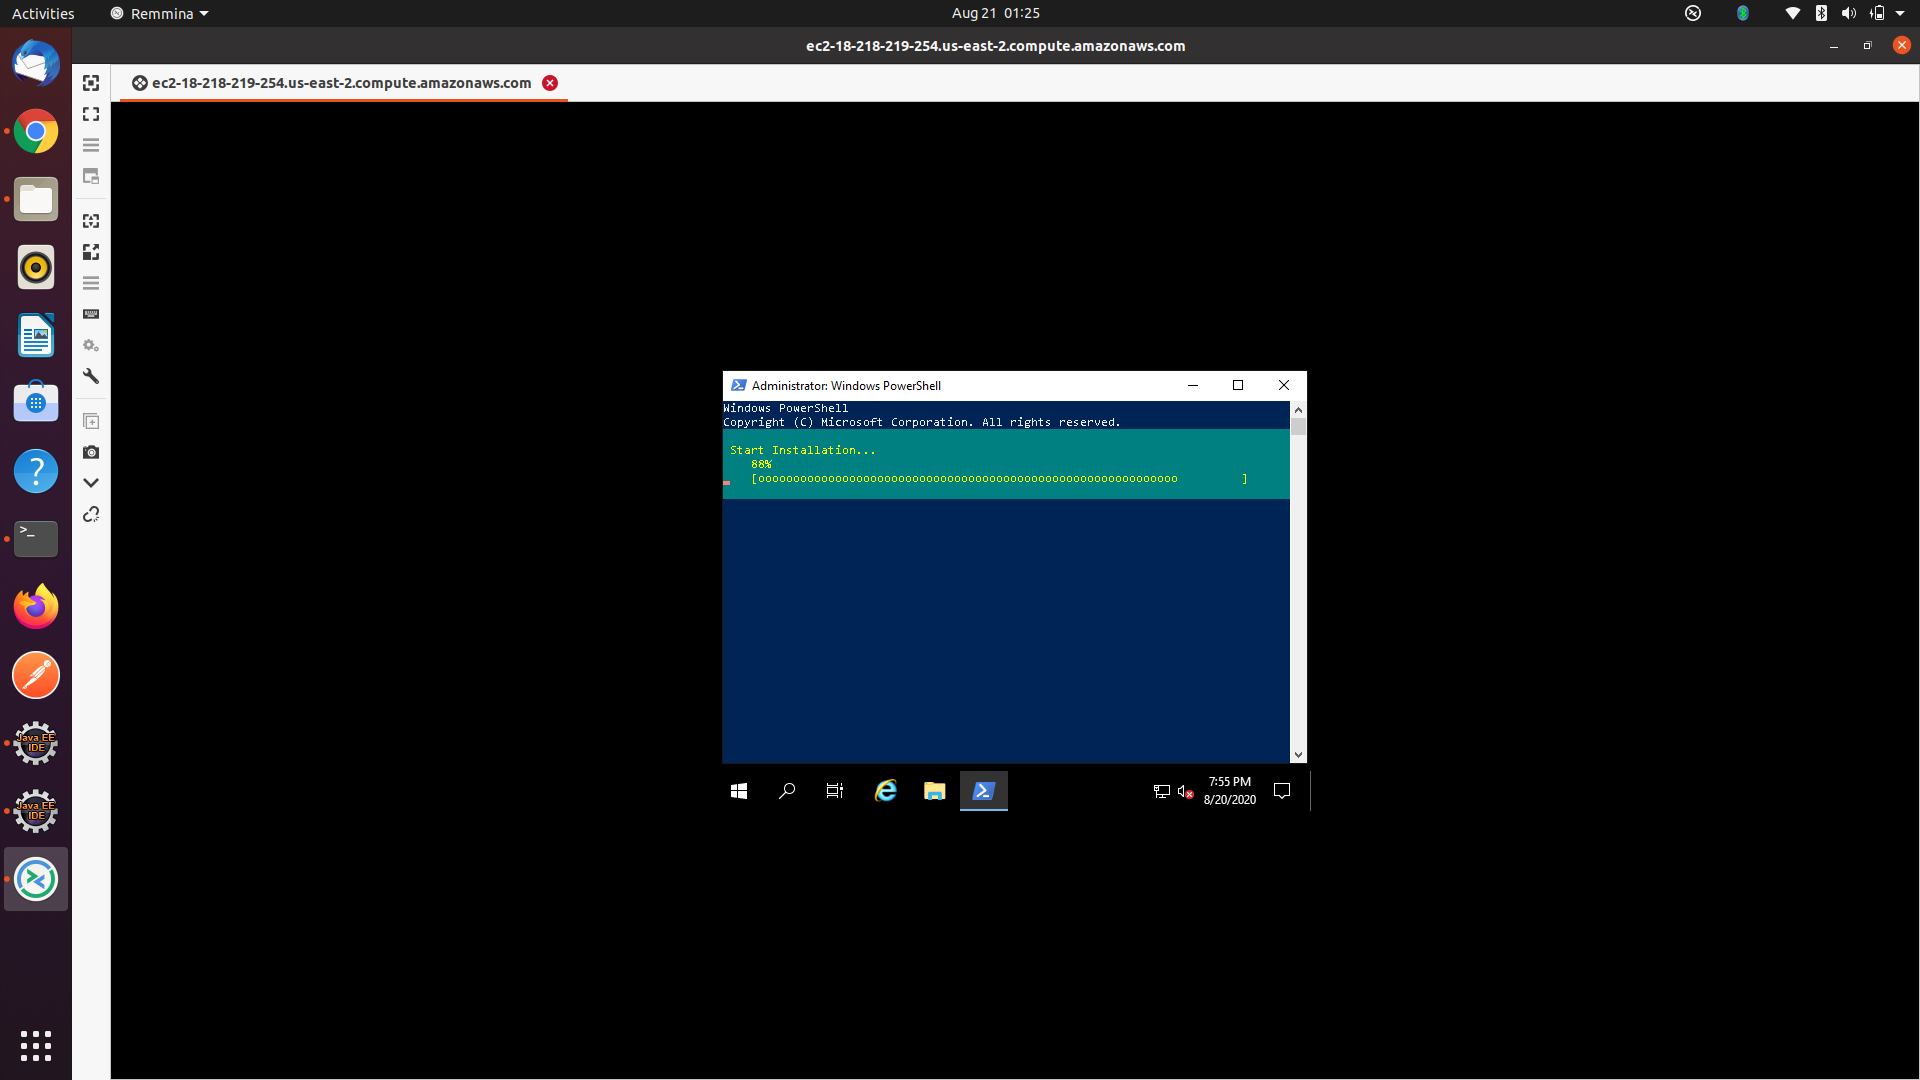 Activities
Remmina
Aug 21 01:25
ec2-18-218-219-254.us-east-2.compute.amazonaws.com
ec2-18-218-219-254.us-east-2.compute.amazonaws.com
Administrator: Windows PowerShell
Windows PowerShell
Copyright (C) Microsoft Corporation. All rights reserved.
Start Installation...
88%
[oooooooooooooooooooooooooooooooooooooooooooooooooooooooooooo         ]
>_
Java EE
IDE
Java EE
IDE
7:55 PM
8/20/2020